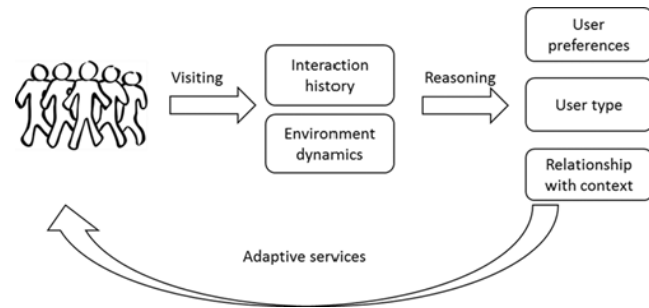 Visiting
Interaction
history
Environment
dynamics
Reasoning
User
preferences
User type
Relationship
with context
Adaptive services